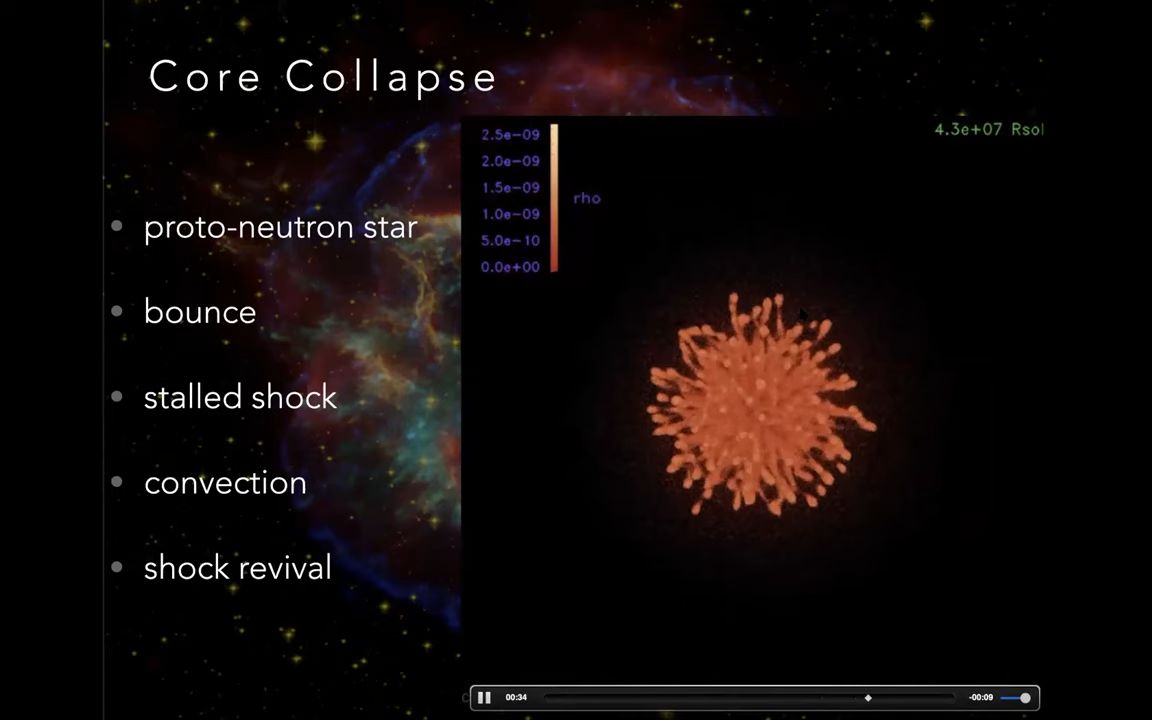 Core Collapse
2.5e-09
4.3e+07 Rsol
2.0e-09
1.5e-09
rho
1.0e-09
5.0e-10
0.0e+00
proto-neutron star
bounce
stalled shock
convection
shock revival
00:34
-00:09